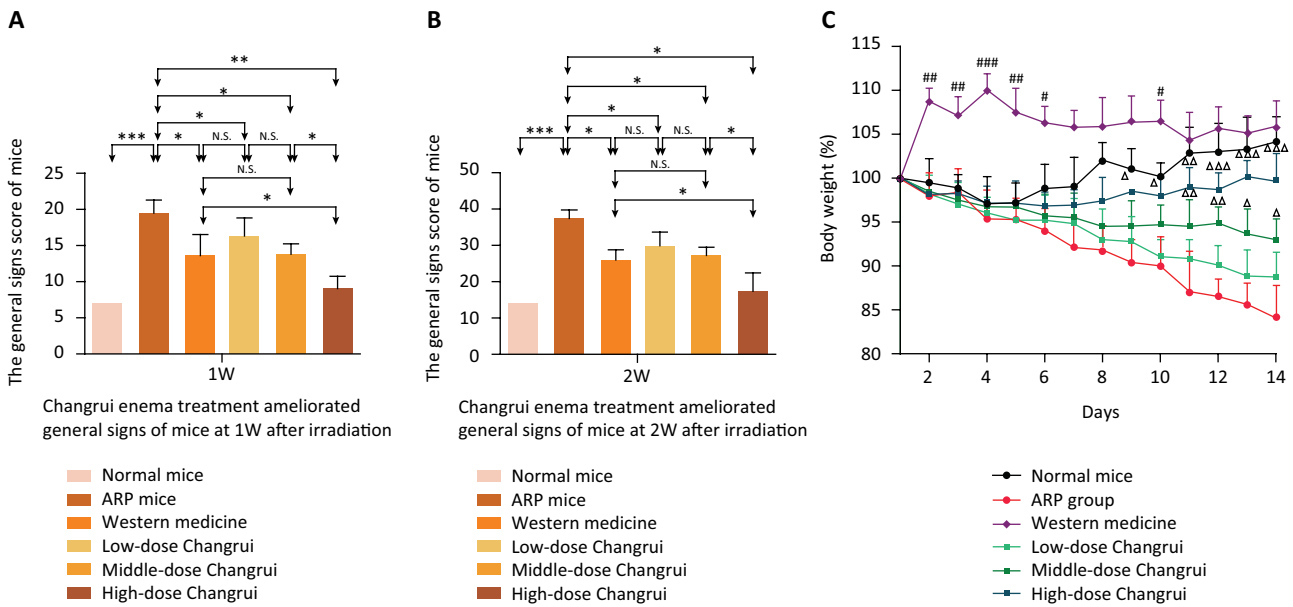 A
**
*
*
***
*
N.S.
N.S.
*
N.S.
*
25
20
15
10
5
0
The general signs score of mice
1W
Changrui enema treatment ameliorated
general signs of mice at 1W after irradiation
Normal mice
ARP mice
Western medicine
Low-dose Changrui
Middle-dose Changrui
High-dose Changrui
B
*
*
*
***
*
N.S.
N.S.
*
N.S.
*
50
40
30
20
10
0
The general signs score of mice
2W
Changrui enema treatment ameliorated
general signs of mice at 2W after irradiation
Normal mice
ARP mice
Western medicine
Low-dose Changrui
Middle-dose Changrui
High-dose Changrui
C
115
110
105
100
95
90
85
80
Body weight (%)
##
##
###
##
#
#
Δ
Δ
ΔΔ
ΔΔΔ
ΔΔΔ
ΔΔΔ
ΔΔ
ΔΔ
Δ
Δ
2 4 6 8 10 12 14
Days
Normal mice
ARP group
Western medicine
Low-dose Changrui
Middle-dose Changrui
High-dose Changrui